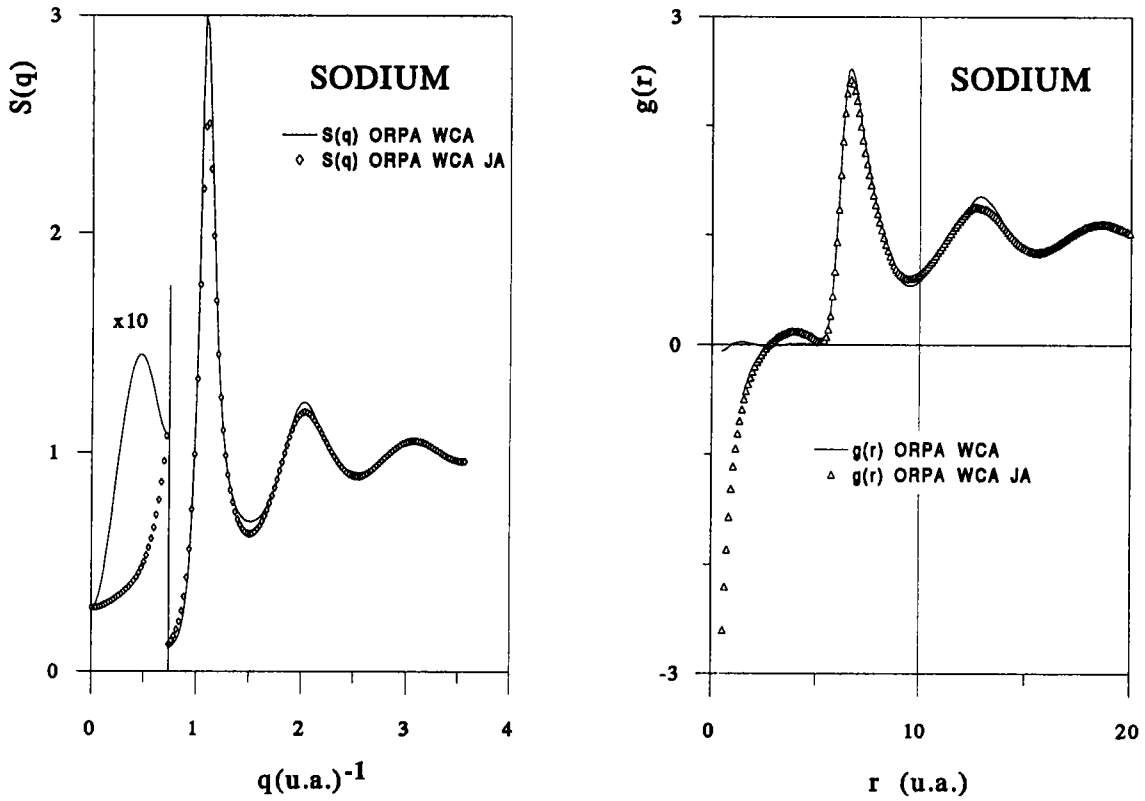 3
S(q)
SODIUM
S(q) ORPA WCA
S(q) ORPA WCA JA
2
x10
1
0
0
1
2
3
4
q(u.a.)-1
3
g(r)
SODIUM
0
g(r) ORPA WCA
g(r) ORPA WCA JA
-3
0
10
20
r (u.a.)